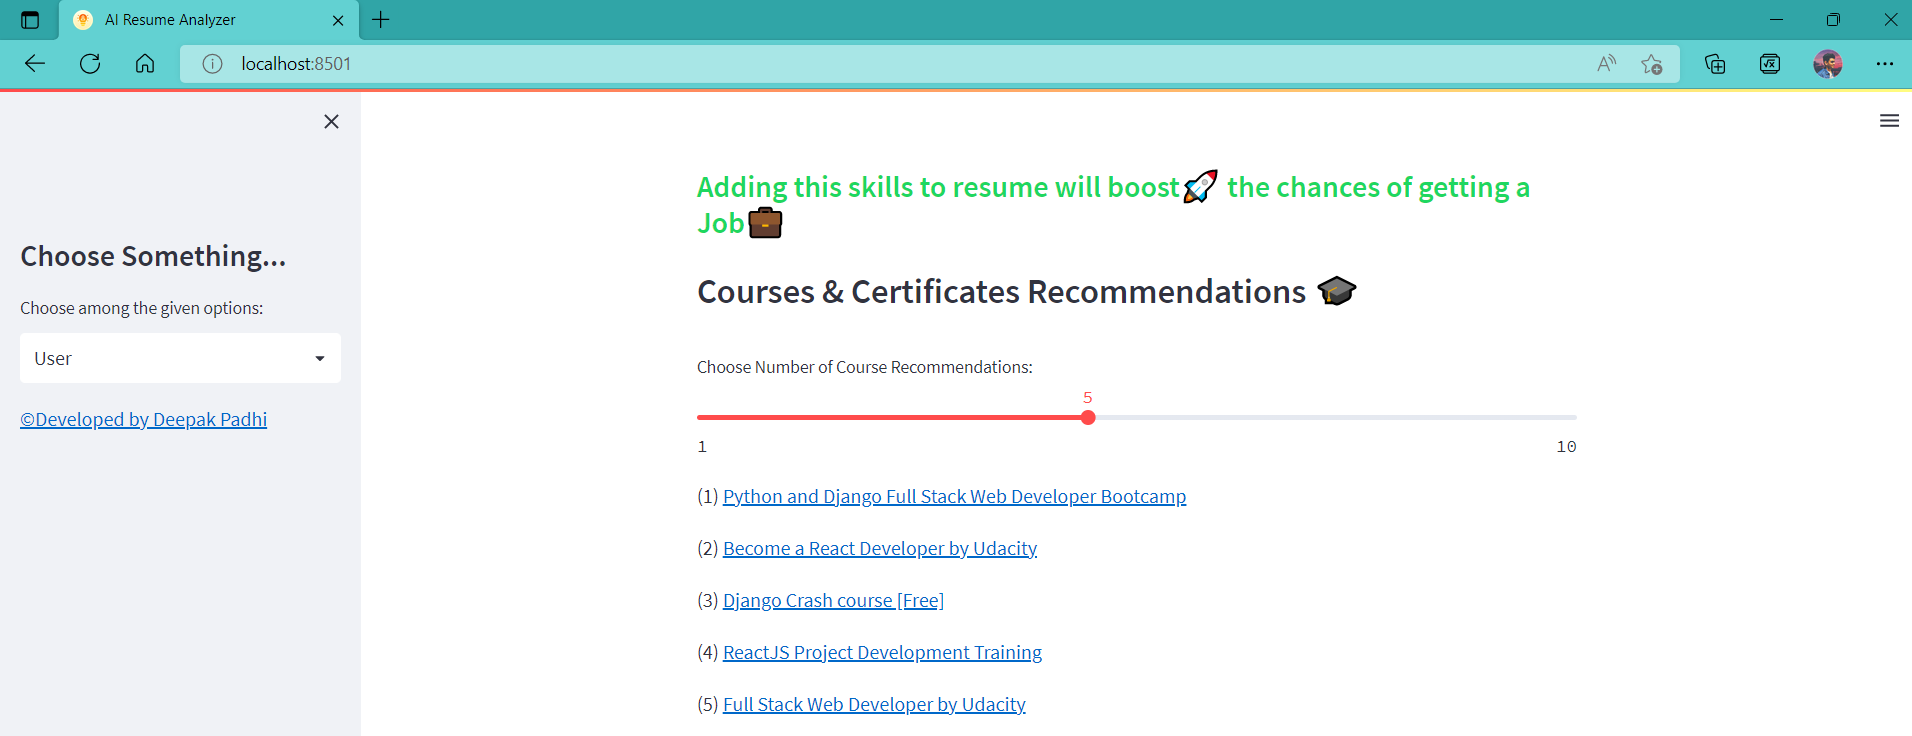 AI Resume Analyzer
localhost:8501
Choose Something...
Choose among the given options:
User
©Developed by Deepak Padhi
Adding this skills to resume will boost🚀 the chances of getting a
Job💼
Courses & Certificates Recommendations 🎓
Choose Number of Course Recommendations:
5
1 10
(1) Python and Django Full Stack Web Developer Bootcamp
(2) Become a React Developer by Udacity
(3) Django Crash course [Free]
(4) ReactJS Project Development Training
(5) Full Stack Web Developer by Udacity